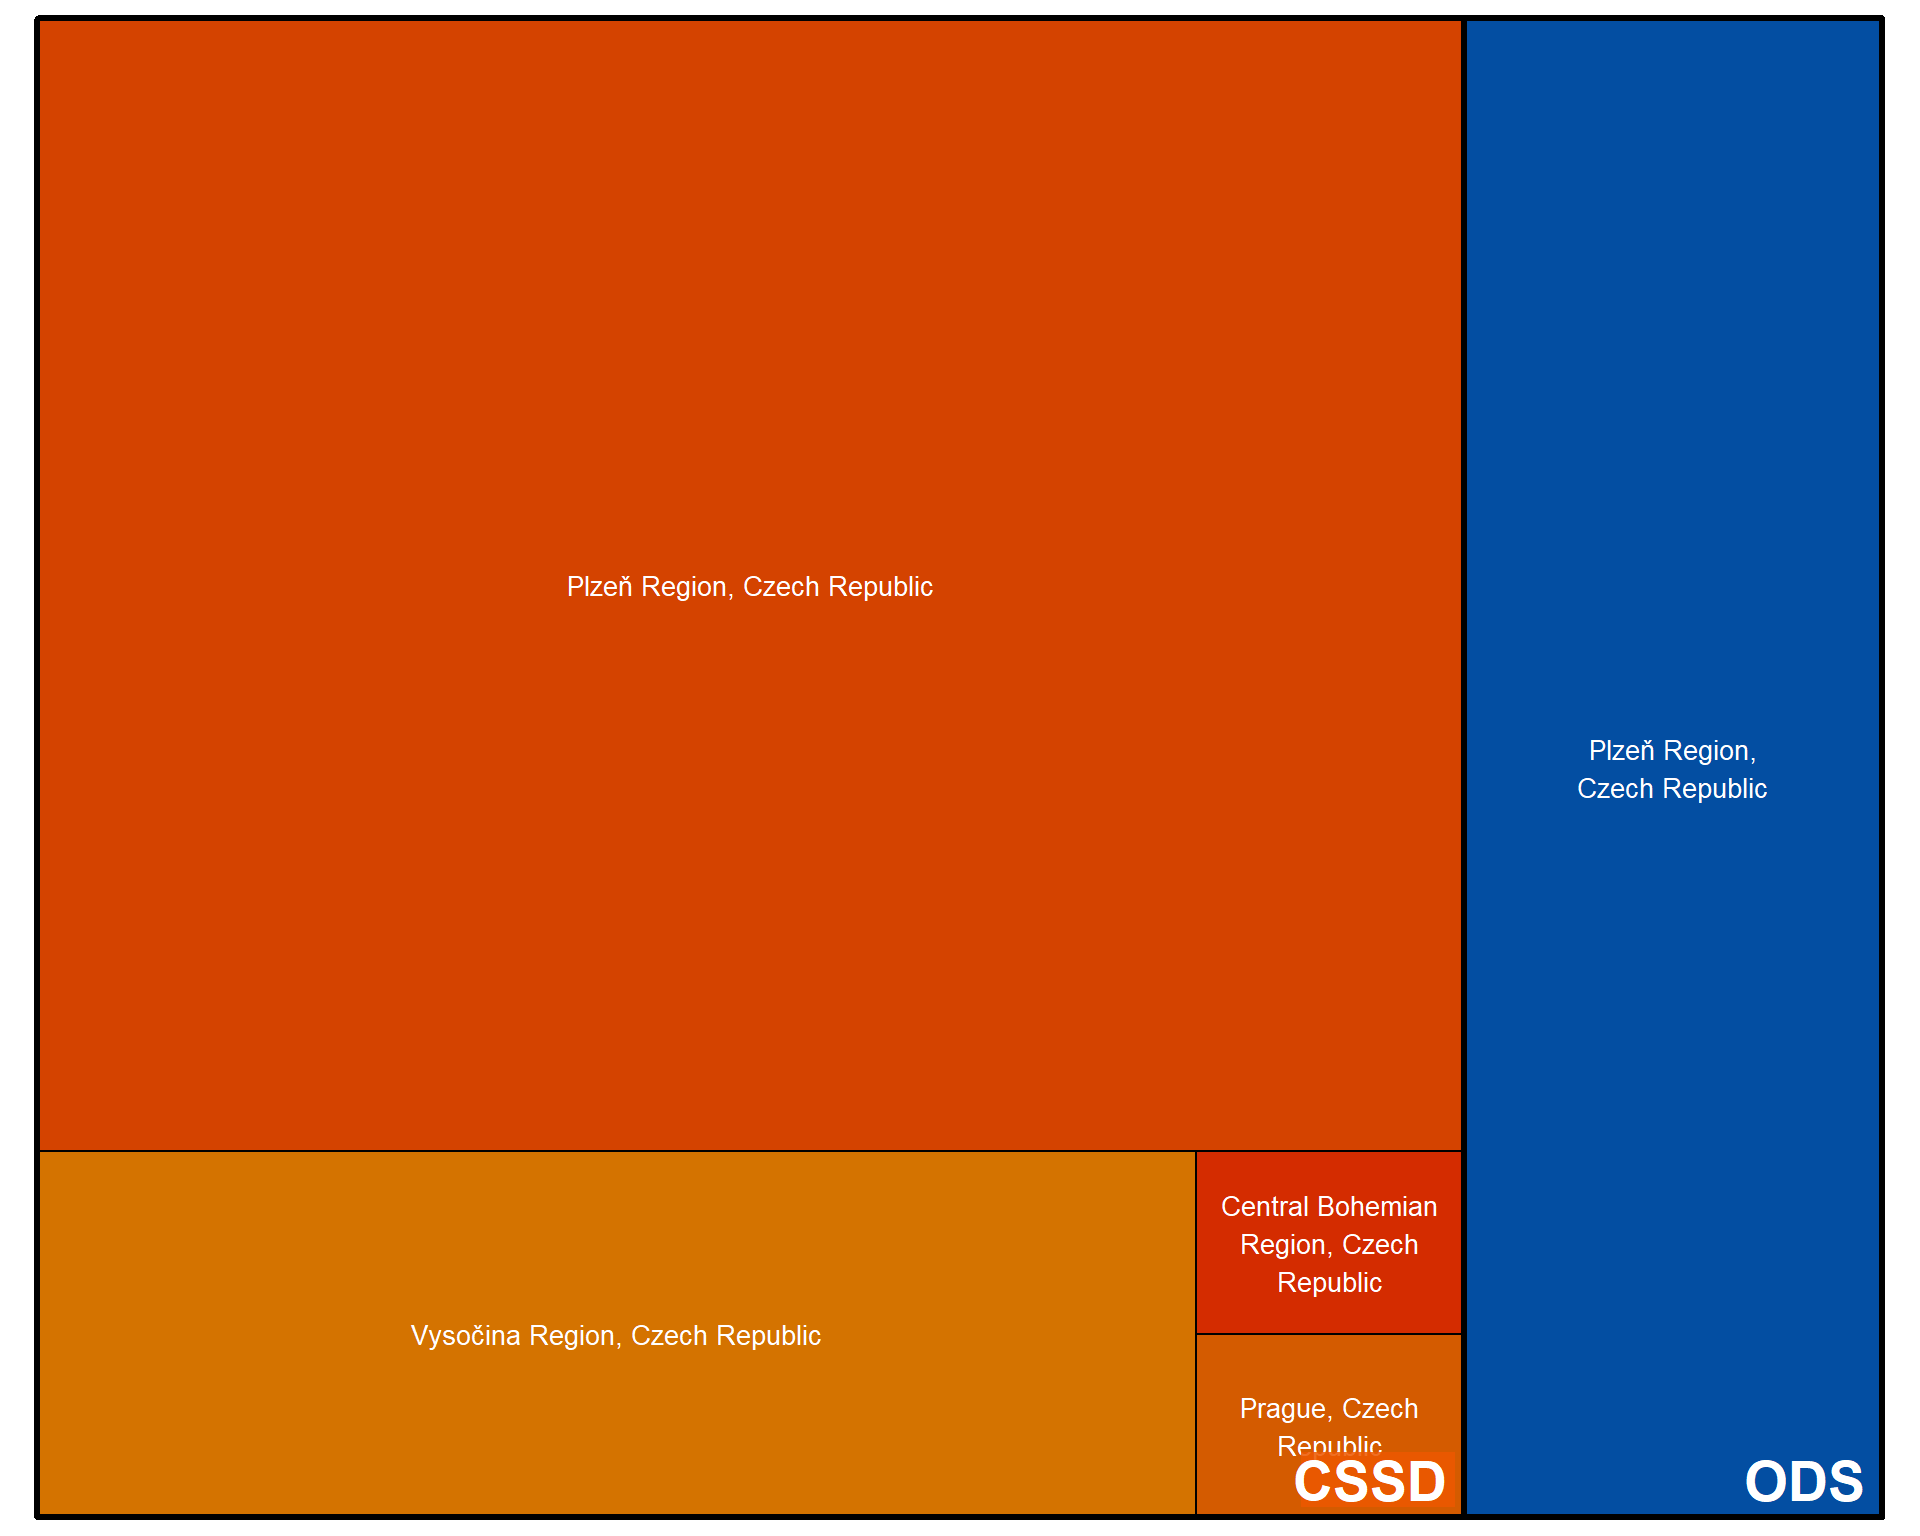 Plzeň Region, Czech Republic
Plzeň Region,
Czech Republic
Central Bohemian
Region, Czech
Republic
Vysočina Region, Czech Republic
Prague, Czech
Republic
CSSD
ODS